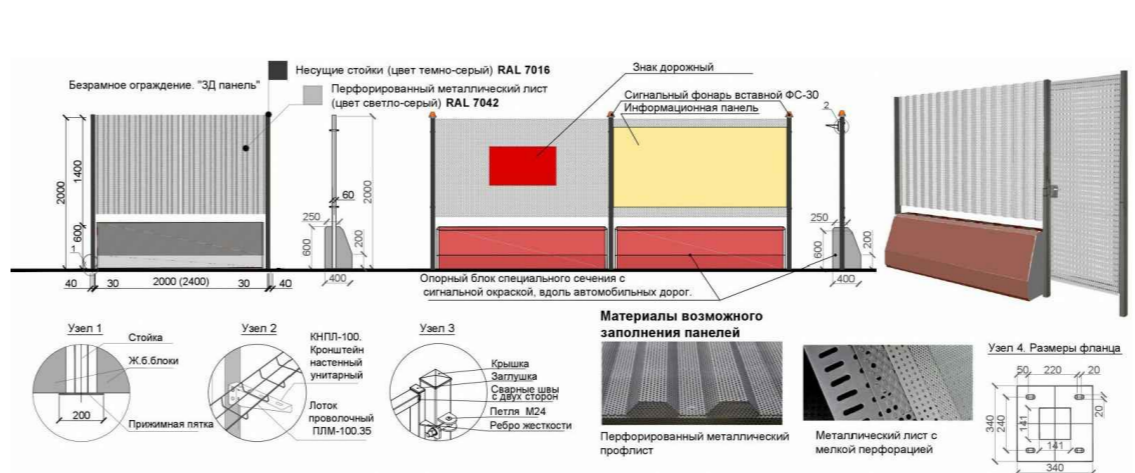 Безрамное ограждение. "3Д панель"
Несущие стойки (цвет темно-серый) RAL 7016
Перфорированный металлический лист
(цвет светло-серый) RAL 7042
Знак дорожный
Сигнальный фонарь вставной ФС-30
Информационная панель
2
2000
1400
600
1
40
30
2000 (2400)
30
40
60
2000
250
600
200
400
250
600
200
400
Опорный блок специального сечения с
сигнальной окраской, вдоль автомобильных дорог.
Узел 1
Стойка
Ж.б.блоки
200
Прижимная пятка
Узел 2
КНПЛ-100.
Кронштейн
настенный
унитарный
Лоток
проволочный
ПЛМ-100.35
Узел 3
Крышка
Заглушка
Сварные швы
с двух сторон
Петля М24
Ребро жесткости
Материалы возможного
заполнения панелей
Перфорированный металлический
профлист
Металлический лист с
мелкой перфорацией
Узел 4. Размеры фланца
50 220 20
20
340
240
141
141
340